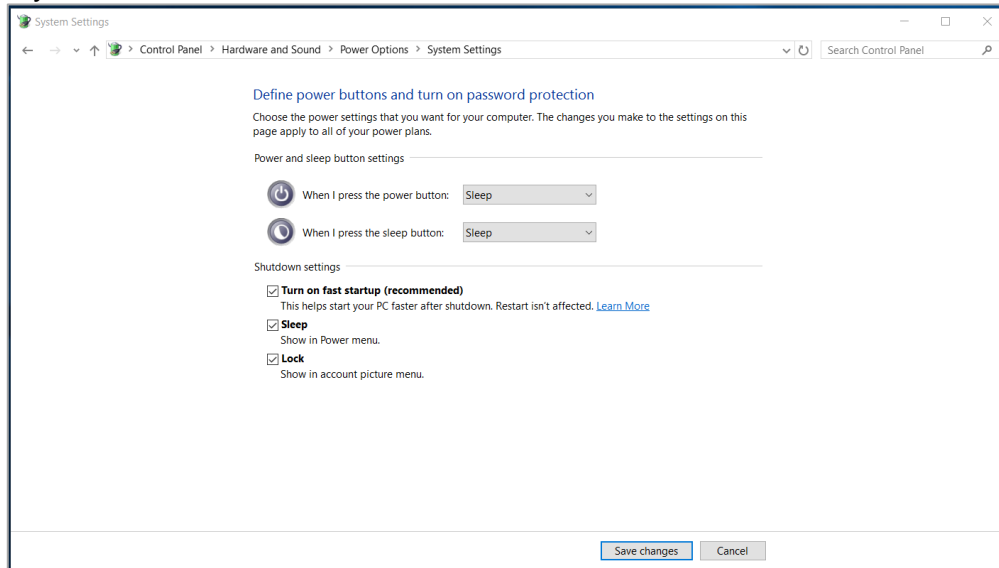 System Settings
Control Panel > Hardware and Sound > Power Options > System Settings
Search Control Panel
Define power buttons and turn on password protection
Choose the power settings that you want for your computer. The changes you make to the settings on this
page apply to all of your power plans.
Power and sleep button settings
When I press the power button: Sleep
When I press the sleep button: Sleep
Shutdown settings
Turn on fast startup (recommended)
This helps start your PC faster after shutdown. Restart isn't affected. Learn More
Sleep
Show in Power menu.
Lock
Show in account picture menu.
Save changes Cancel